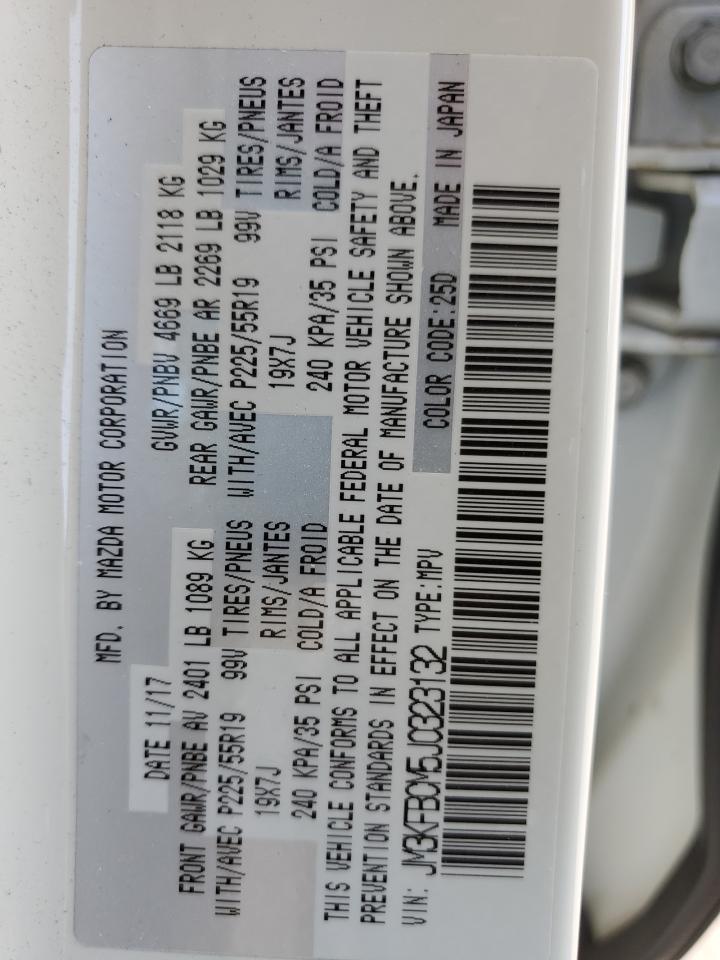 MFD. BY MAZDA MOTOR CORPORATION
DATE 11/17 GVWR/PNBV 4669 LB 2118 KG
FRONT GAWR/PNBE AV 2401 LB 1089 KG REAR GAWR/PNBE AR 2269 LB 1029 KG
WITH/AVEC P225/55R19 99V TIRES/PNEUS WITH/AVEC P225/55R19 99V TIRES/PNEUS
19X7J RIMS/JANTES 19X7J RIMS/JANTES
240 KPA/35 PSI COLD/A FROID 240 KPA/35 PSI COLD/A FROID
THIS VEHICLE CONFORMS TO ALL APPLICABLE FEDERAL MOTOR VEHICLE SAFETY AND THEFT
PREVENTION STANDARDS IN EFFECT ON THE DATE OF MANUFACTURE SHOWN ABOVE.
VIN: JM3KFBCM5J0323132 TYPE:MPV COLOR CODE:25D MADE IN JAPAN